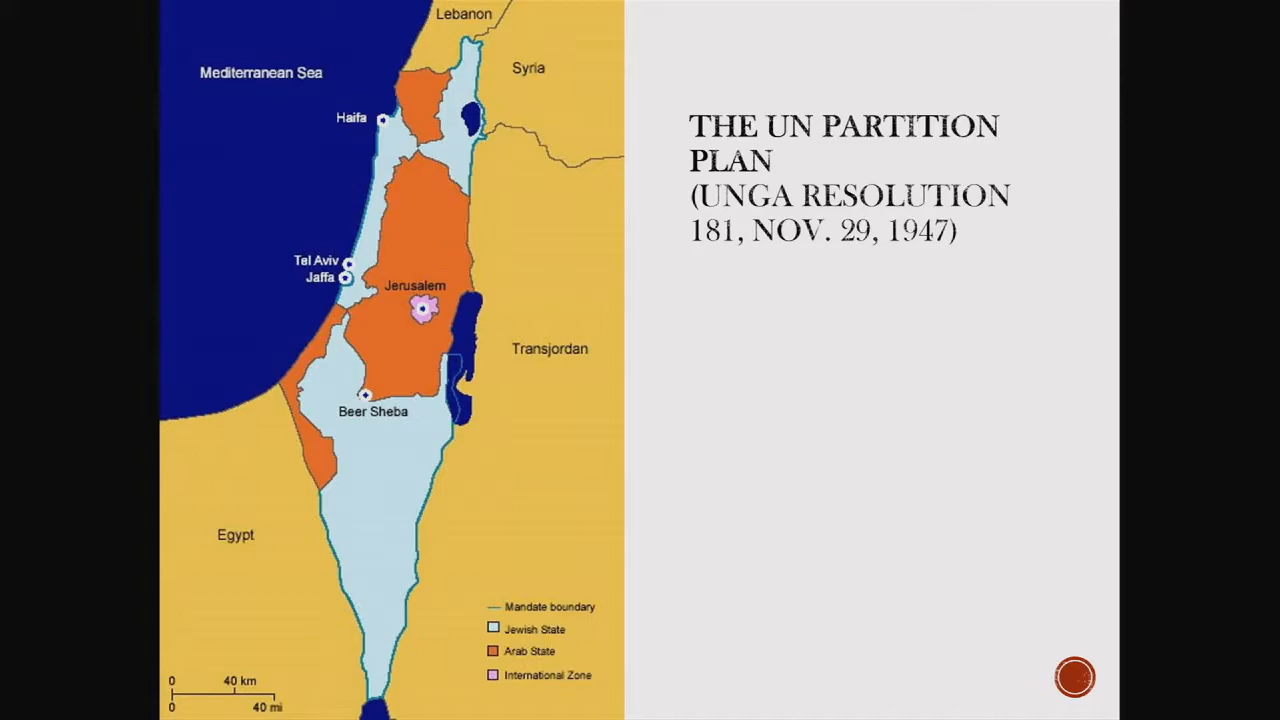 Lebanon
Mediterranean Sea
Syria
Haifa
Tel Aviv
Jaffa
Jerusalem
Transjordan
Beer Sheba
Egypt
Mandate boundary
Jewish State
Arab State
International Zone
0 40 km
0 40 mi
THE UN PARTITION
PLAN
(UNGA RESOLUTION
181, NOV. 29, 1947)